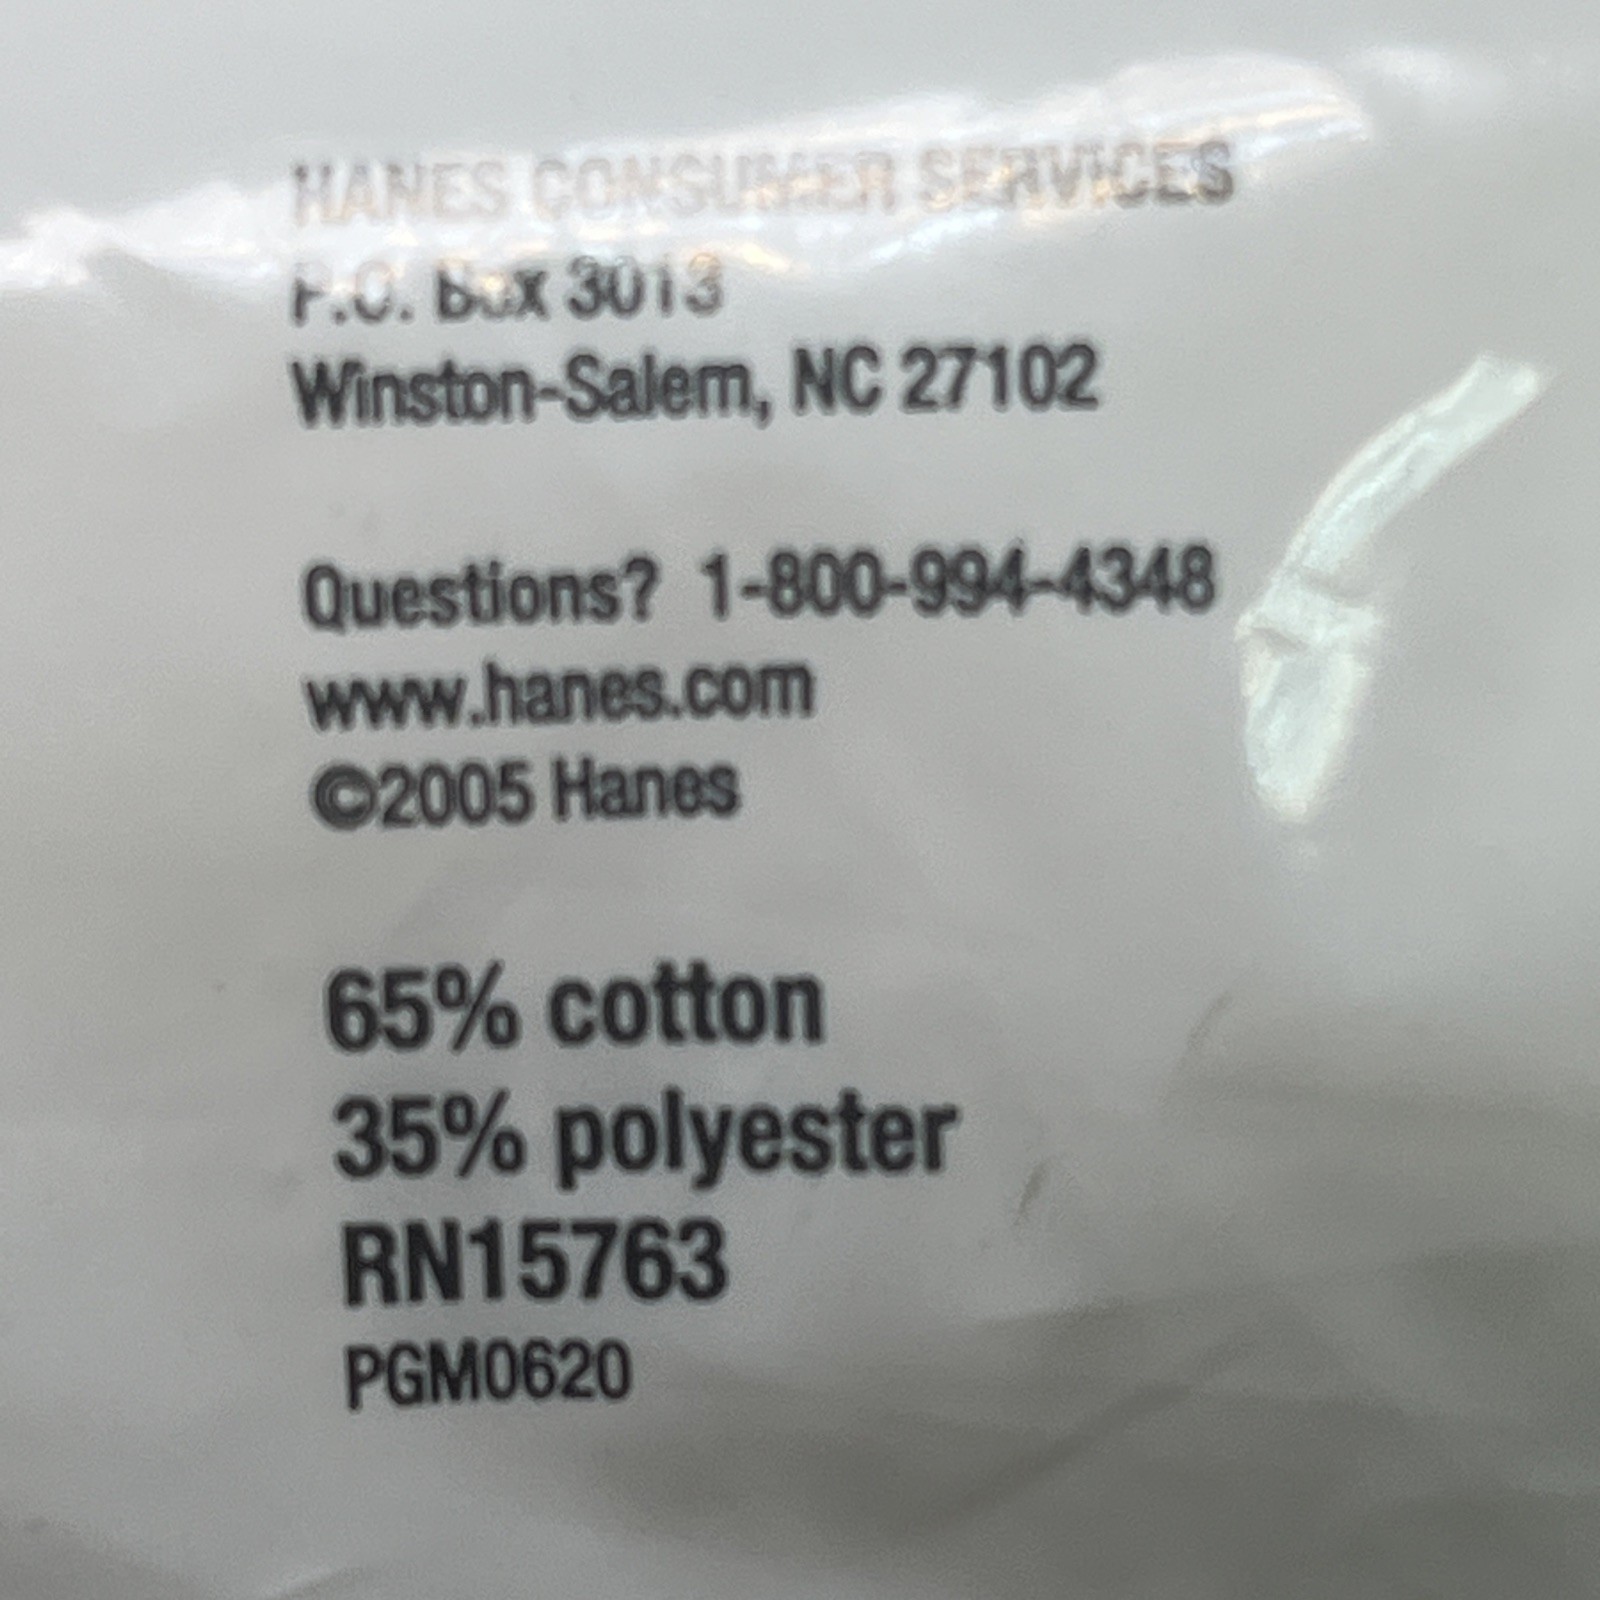 HANES CONSUMER SERVICES
P.O. Box 3013
Winston-Salem, NC 27102
Questions? 1-800-994-4348
www.hanes.com
©2005 Hanes
65% cotton
35% polyester
RN15763
PGM0620